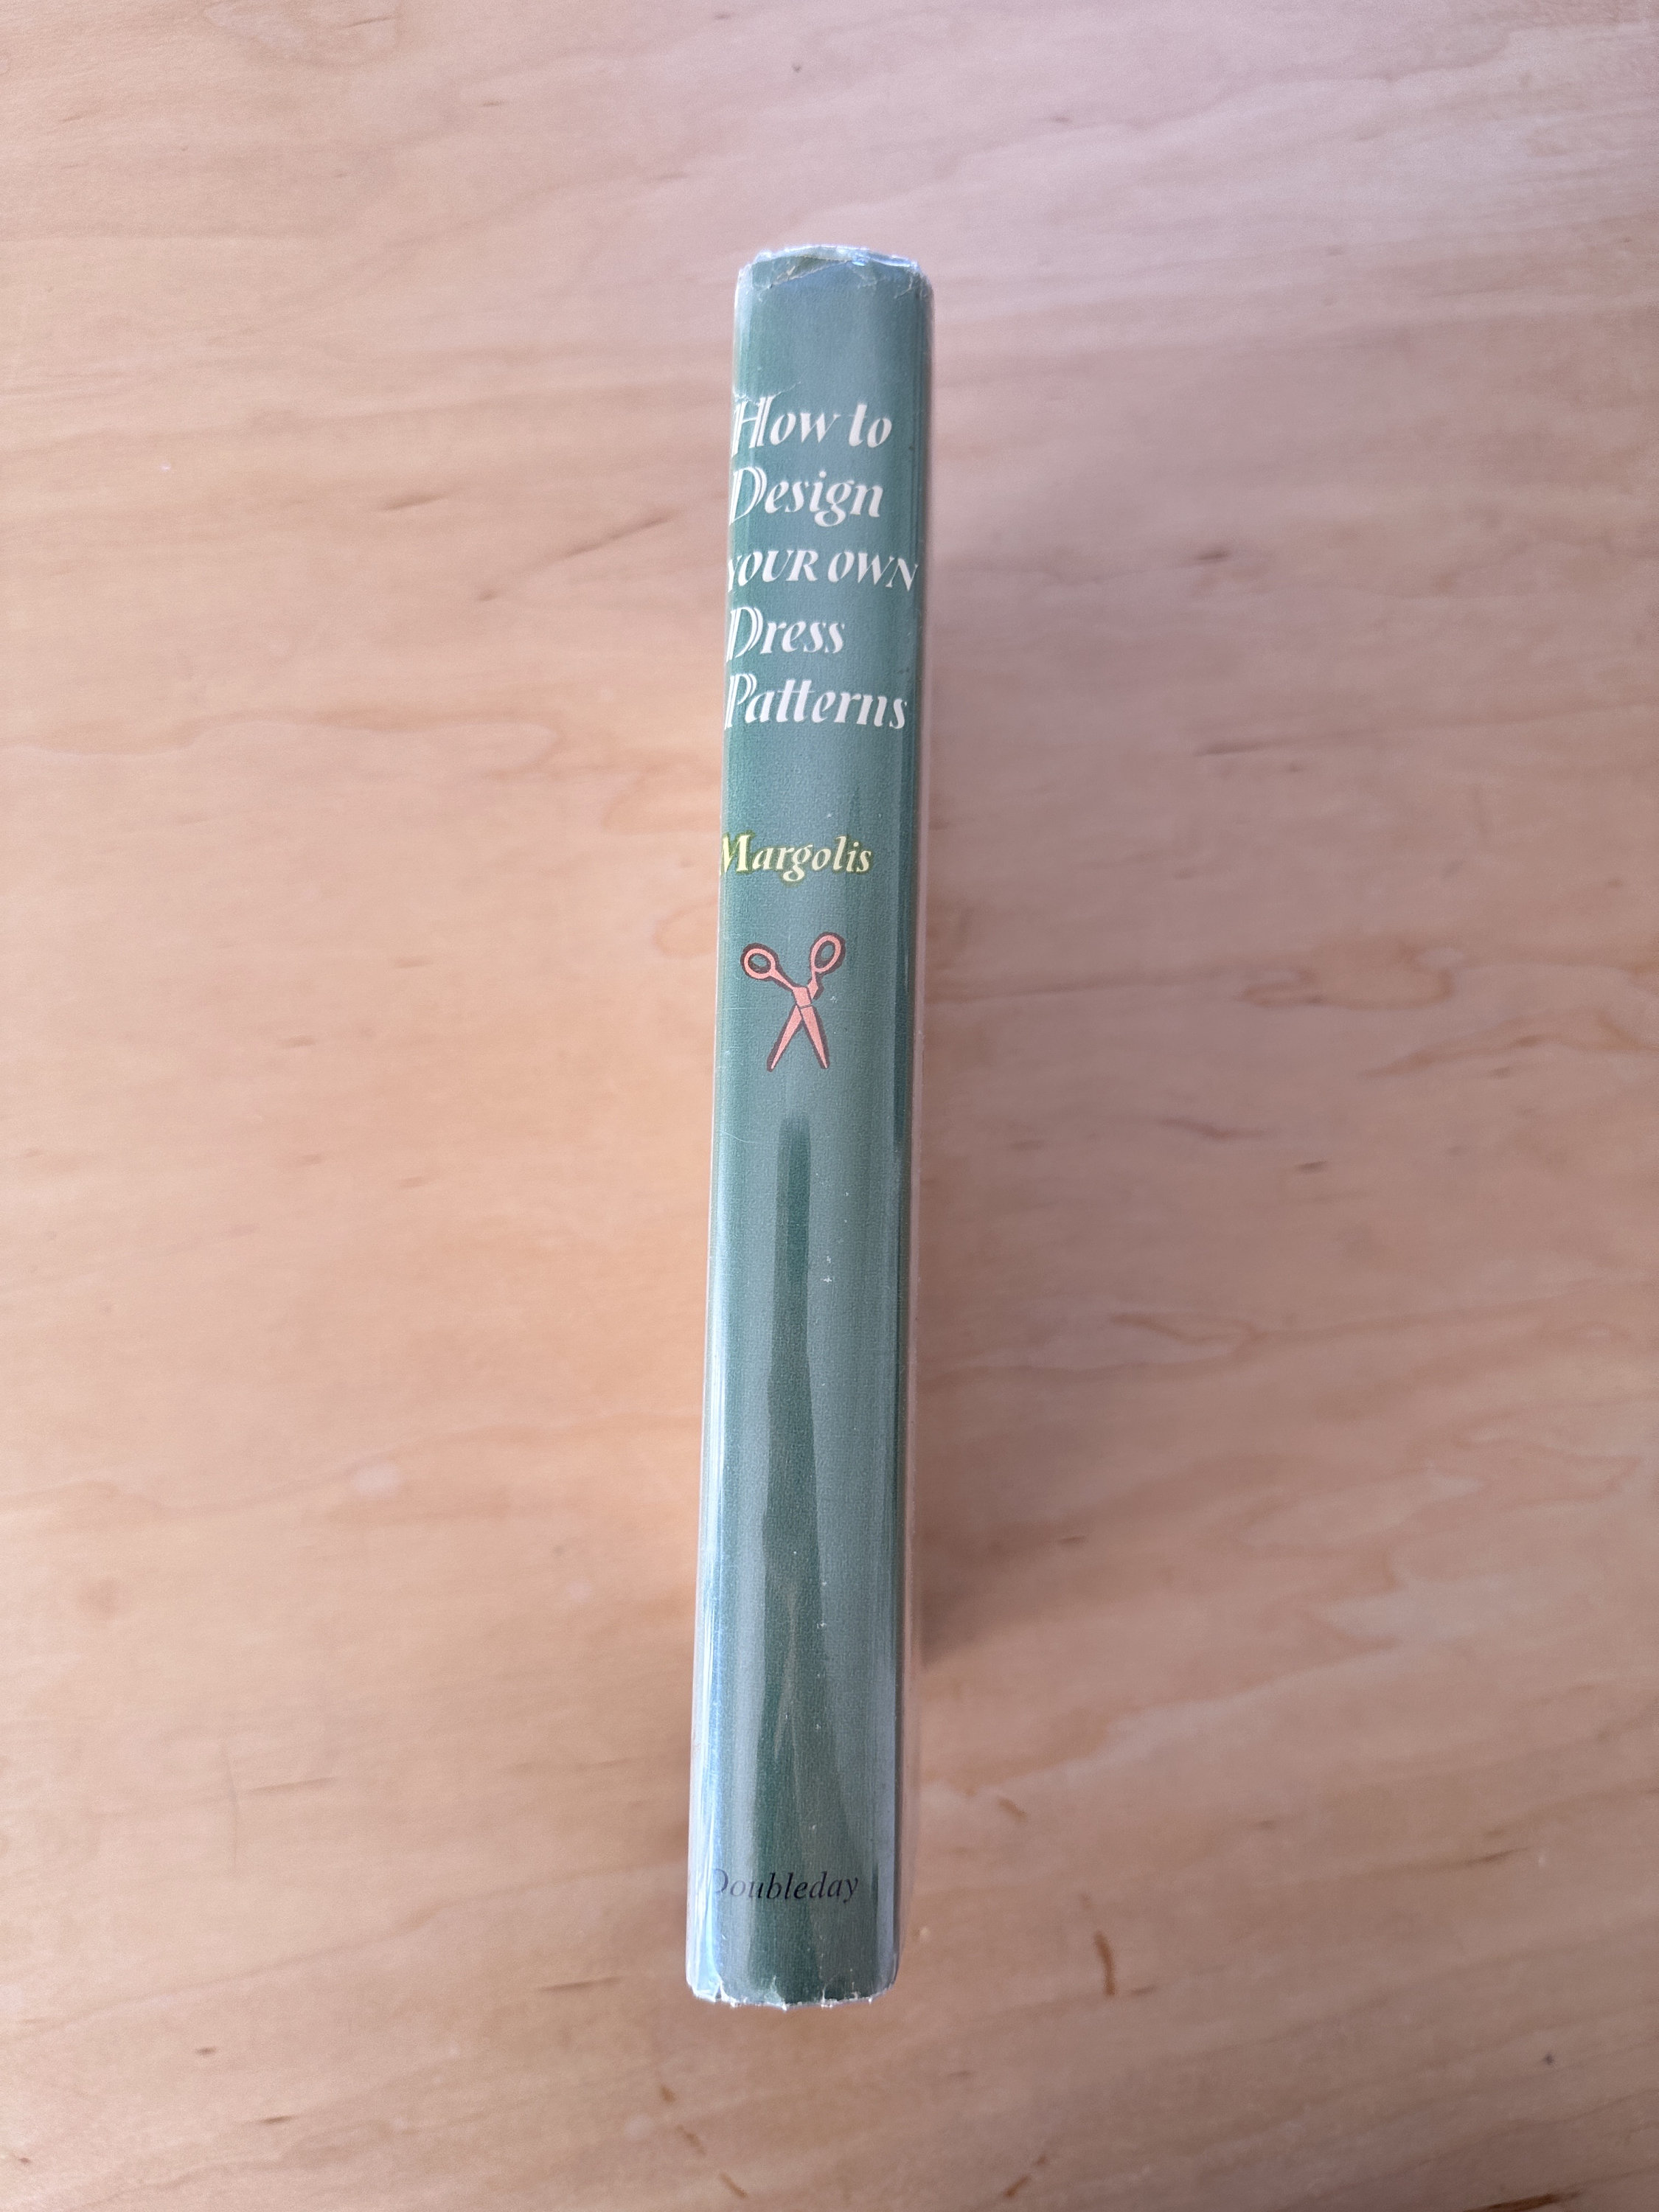 How to
Design
YOUR OWN
Dress
Patterns
Margolis
Doubleday